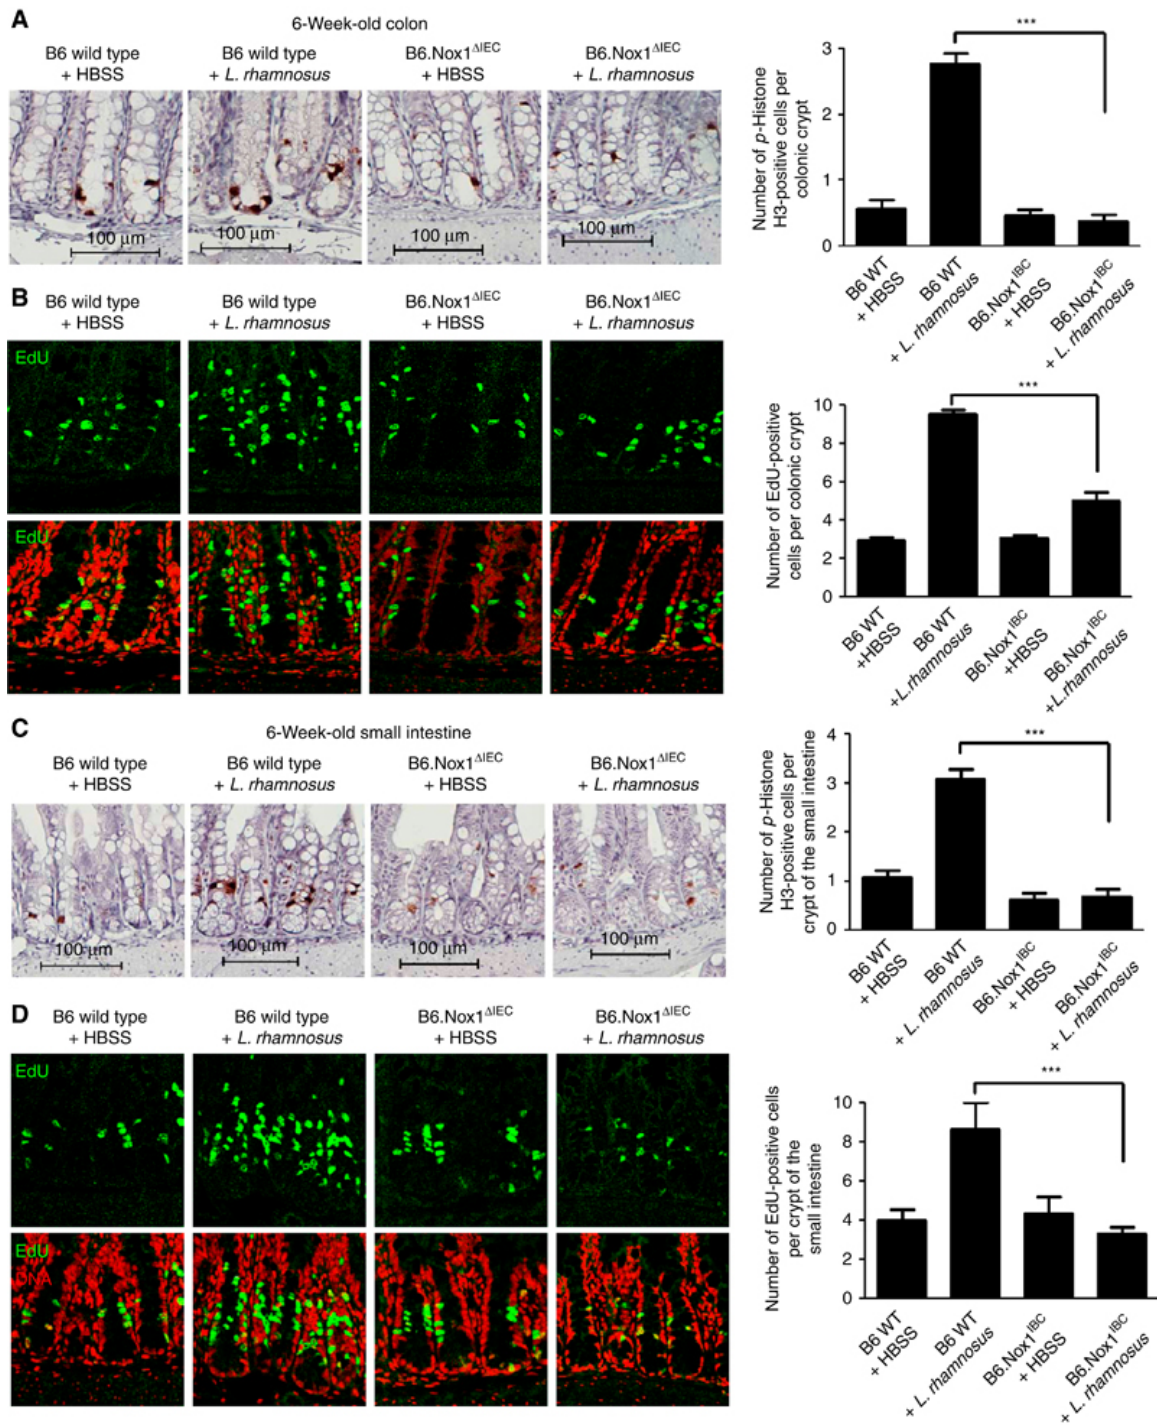 A
6-Week-old colon
B6 wild type
+ HBSS
B6 wild type
+ L. rhamnosus
B6.Nox1ΔIEC
+ HBSS
B6.Nox1ΔIEC
+ L. rhamnosus
100 μm
100 μm
100 μm
100 μm
Number of p-Histone
H3-positive cells per
colonic crypt
3
2
1
0
***
B6 WT
+ HBSS
B6 WT
+ L. rhamnosus
B6.Nox1IBC
+ HBSS
B6.Nox1IBC
+ L. rhamnosus
B
B6 wild type
+ HBSS
B6 wild type
+ L. rhamnosus
B6.Nox1ΔIEC
+ HBSS
B6.Nox1ΔIEC
+ L. rhamnosus
EdU
EdU
Number of EdU-positive
cells per colonic crypt
10
8
6
4
2
0
***
B6 WT
+HBSS
B6 WT
+L.rhamnosus
B6.Nox1IBC
+HBSS
B6.Nox1IBC
+L.rhamnosus
C
6-Week-old small intestine
B6 wild type
+ HBSS
B6 wild type
+ L. rhamnosus
B6.Nox1ΔIEC
+ HBSS
B6.Nox1ΔIEC
+ L. rhamnosus
100 μm
100 μm
100 μm
100 μm
Number of p-Histone
H3-positive cells per
crypt of the small intestine
4
3
2
1
0
***
B6 WT
+ HBSS
B6 WT
+ L. rhamnosus
B6.Nox1IBC
+ HBSS
B6.Nox1IBC
+ L. rhamnosus
D
B6 wild type
+ HBSS
B6 wild type
+ L. rhamnosus
B6.Nox1ΔIEC
+ HBSS
B6.Nox1ΔIEC
+ L. rhamnosus
EdU
EdU
DNA
Number of EdU-positive cells
per crypt of the
small intestine
10
8
6
4
2
0
***
B6 WT
+ HBSS
B6 WT
+ L. rhamnosus
B6.Nox1IBC
+ HBSS
B6.Nox1IBC
+ L. rhamnosus